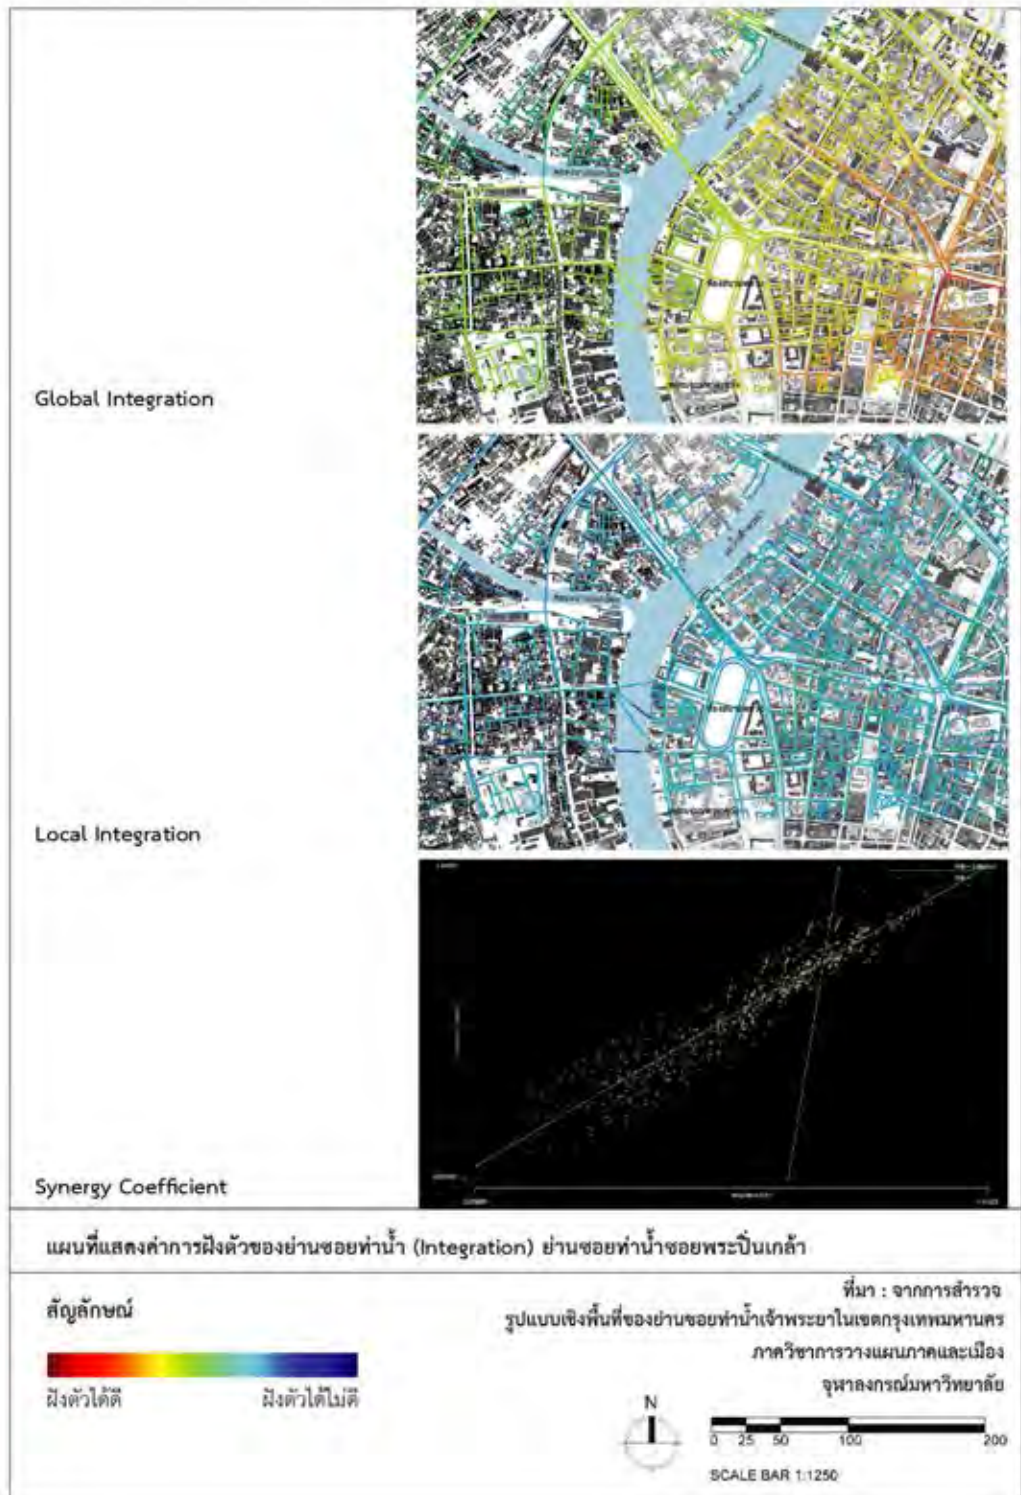 Global Integration
Local Integration
Synergy Coefficient
แผนที่แสดงค่าการฝังตัวของย่านซอยท่าน้ำ (Integration) ย่านซอยท่าน้ำซอยพระปิ่นเกล้า
สัญลักษณ์
ฝังตัวได้ดี
ฝังตัวได้ไม่ดี
ที่มา : จากการสำรวจ
รูปแบบเชิงพื้นที่ของย่านซอยท่าน้ำเจ้าพระยาในเขตกรุงเทพมหานคร
ภาควิชาการวางแผนภาคและเมือง
จุฬาลงกรณ์มหาวิทยาลัย
N
0 25 50 100 200
SCALE BAR 1:1250